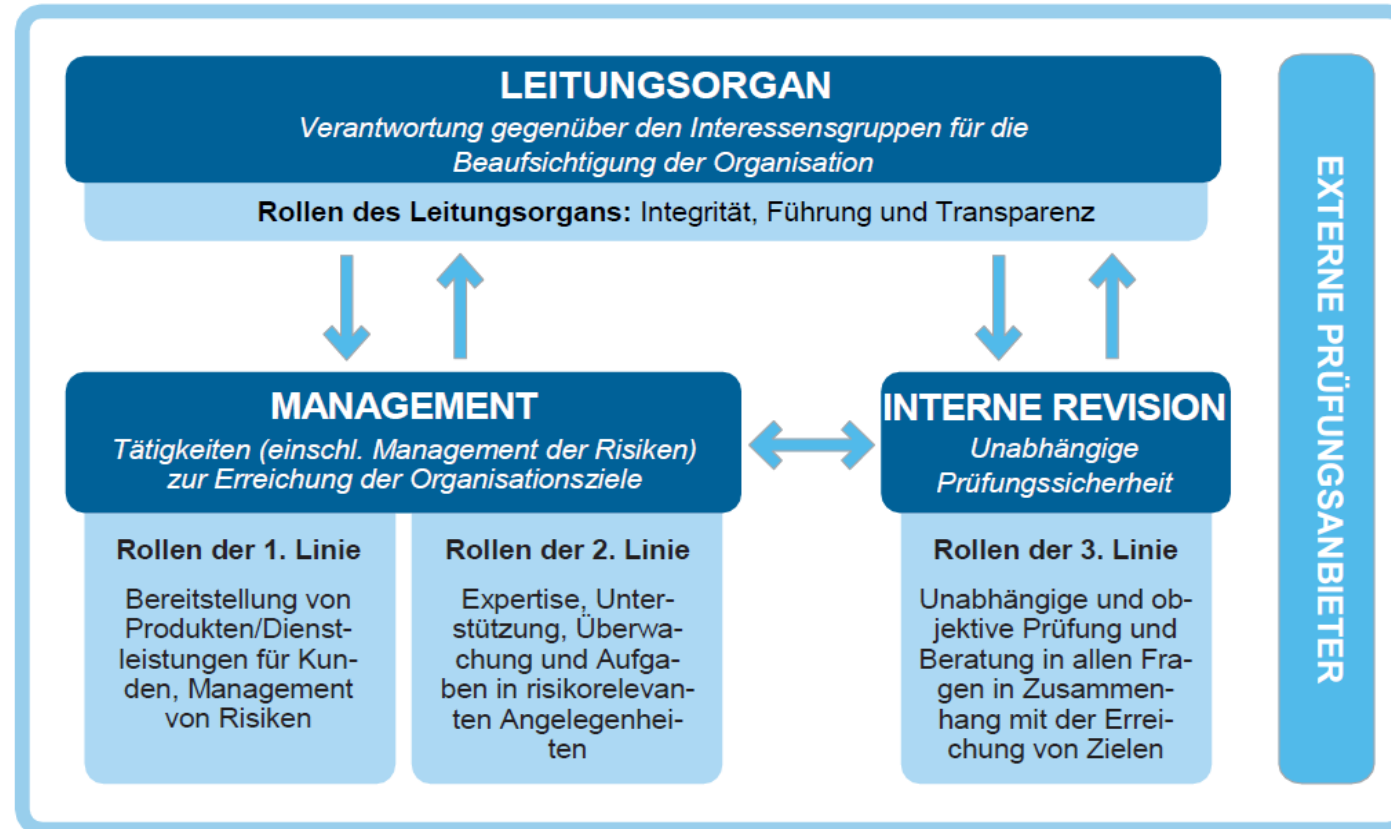 LEITUNGSORGAN
Verantwortung gegenüber den Interessensgruppen für die
Beaufsichtigung der Organisation
Rollen des Leitungsorgans: Integrität, Führung und Transparenz
MANAGEMENT
Tätigkeiten (einschl. Management der Risiken)
zur Erreichung der Organisationsziele
Rollen der 1. Linie
Bereitstellung von
Produkten/Dienst-
leistungen für Kun-
den, Management
von Risiken
Rollen der 2. Linie
Expertise, Unter-
stützung, Überwa-
chung und Aufga-
ben in risikorelevan-
ten Angelegenhei-
ten
INTERNE REVISION
Unabhängige
Prüfungssicherheit
Rollen der 3. Linie
Unabhängige und ob-
jektive Prüfung und
Beratung in allen Fra-
gen in Zusammen-
hang mit der Errei-
chung von Zielen
EXTERNE PRÜFUNGSANBIETER